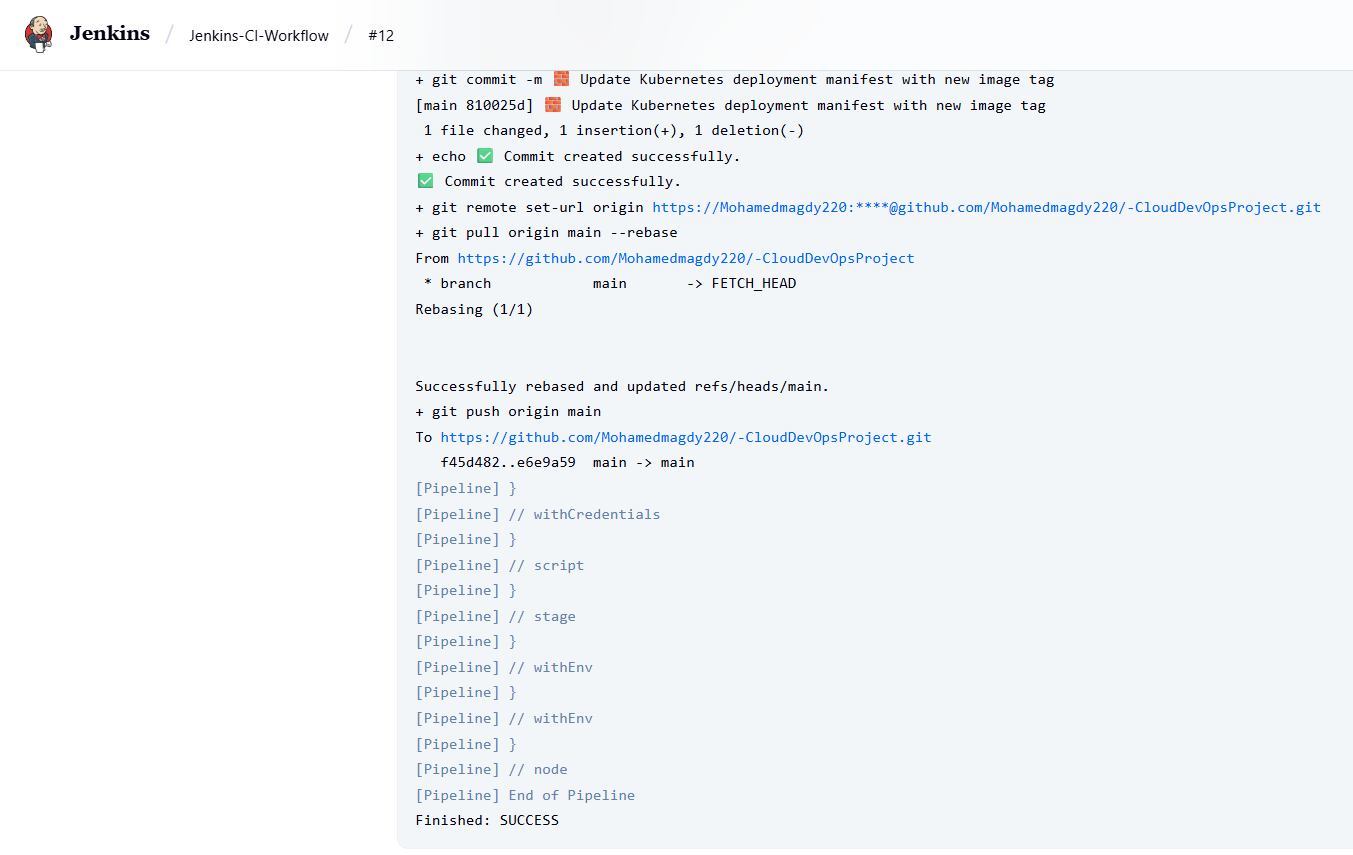 Jenkins / Jenkins-CI-Workflow / #12
+ git commit -m 🧱 Update Kubernetes deployment manifest with new image tag
[main 810025d] 🧱 Update Kubernetes deployment manifest with new image tag
 1 file changed, 1 insertion(+), 1 deletion(-)
+ echo ✅ Commit created successfully.
✅ Commit created successfully.
+ git remote set-url origin https://Mohamedmagdy220:****@github.com/Mohamedmagdy220/-CloudDevOpsProject.git
+ git pull origin main --rebase
From https://github.com/Mohamedmagdy220/-CloudDevOpsProject
 * branch            main       -> FETCH_HEAD
Rebasing (1/1)
Successfully rebased and updated refs/heads/main.
+ git push origin main
To https://github.com/Mohamedmagdy220/-CloudDevOpsProject.git
   f45d482..e6e9a59  main -> main
[Pipeline] }
[Pipeline] // withCredentials
[Pipeline] }
[Pipeline] // script
[Pipeline] }
[Pipeline] // stage
[Pipeline] }
[Pipeline] // withEnv
[Pipeline] }
[Pipeline] // withEnv
[Pipeline] }
[Pipeline] // node
[Pipeline] End of Pipeline
Finished: SUCCESS